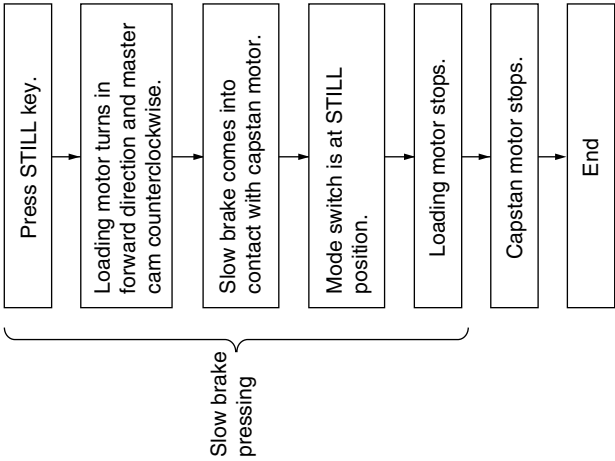 Press STILL key.
Loading motor turns in
forward direction and master
cam counterclockwise.
Slow brake comes into
contact with capstan motor.
Mode switch is at STILL
position.
Loading motor stops.
Capstan motor stops.
End
Slow brake
pressing